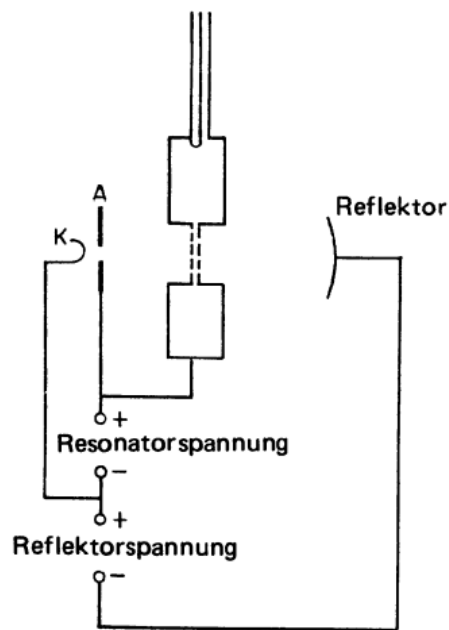 A
Reflektor
K
+
Resonatorspannung
−
+
Reflektorspannung
−